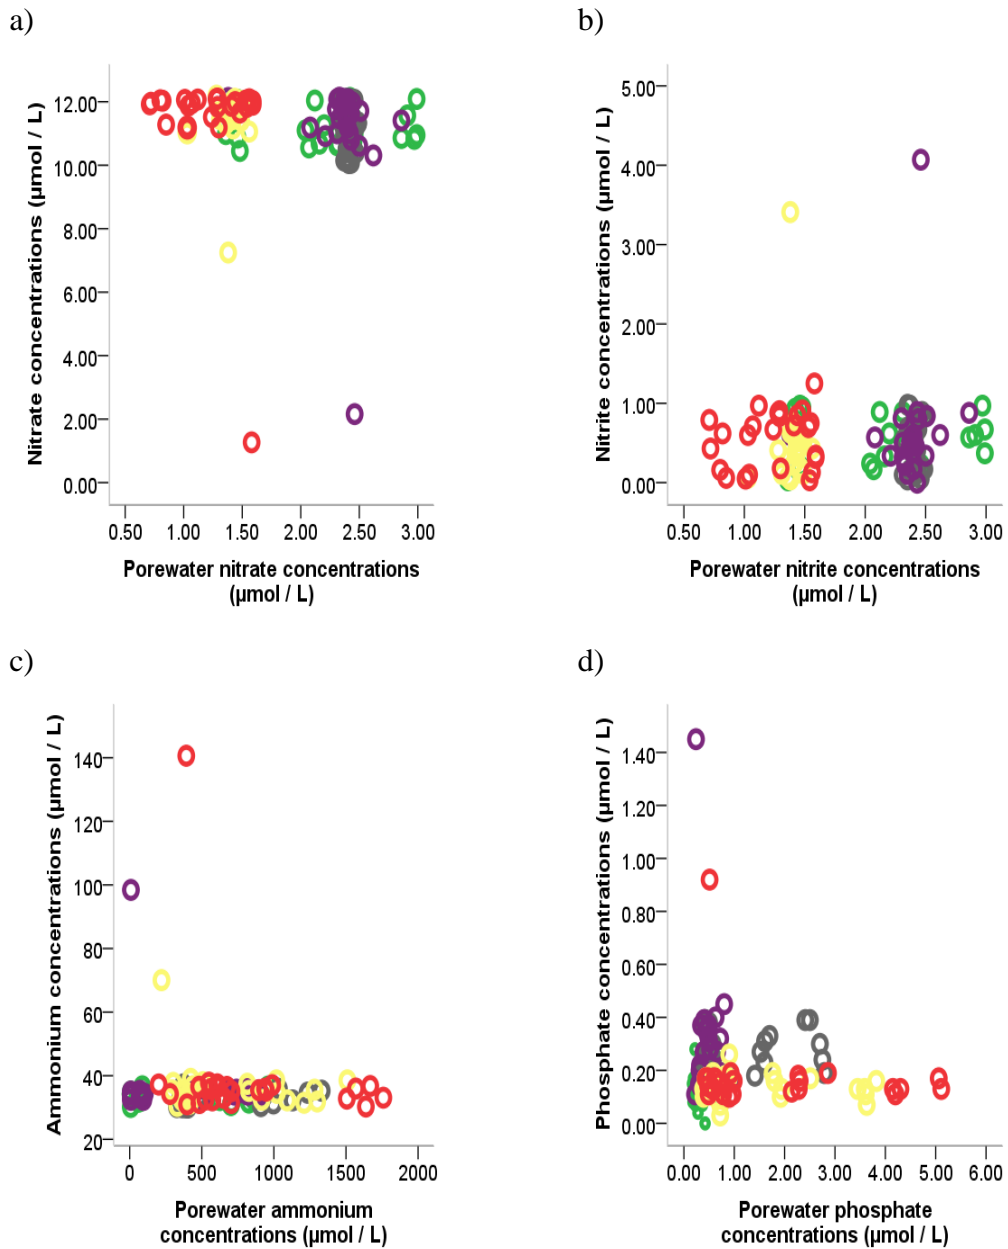 a)
b)
Nitrate concentrations (µmol / L)
12.00
10.00
8.00
6.00
4.00
2.00
0.00
0.50 1.00 1.50 2.00 2.50 3.00
Porewater nitrate concentrations
(µmol / L)
Nitrite concentrations (µmol / L)
5.00
4.00
3.00
2.00
1.00
0.00
0.50 1.00 1.50 2.00 2.50 3.00
Porewater nitrite concentrations
(µmol / L)
c)
d)
Ammonium concentrations (µmol / L)
140
120
100
80
60
40
20
0 500 1000 1500 2000
Porewater ammonium
concentrations (µmol / L)
Phosphate concentrations (µmol / L)
1.40
1.20
1.00
0.80
0.60
0.40
0.20
0.00
0.00 1.00 2.00 3.00 4.00 5.00 6.00
Porewater phosphate
concentrations (µmol / L)